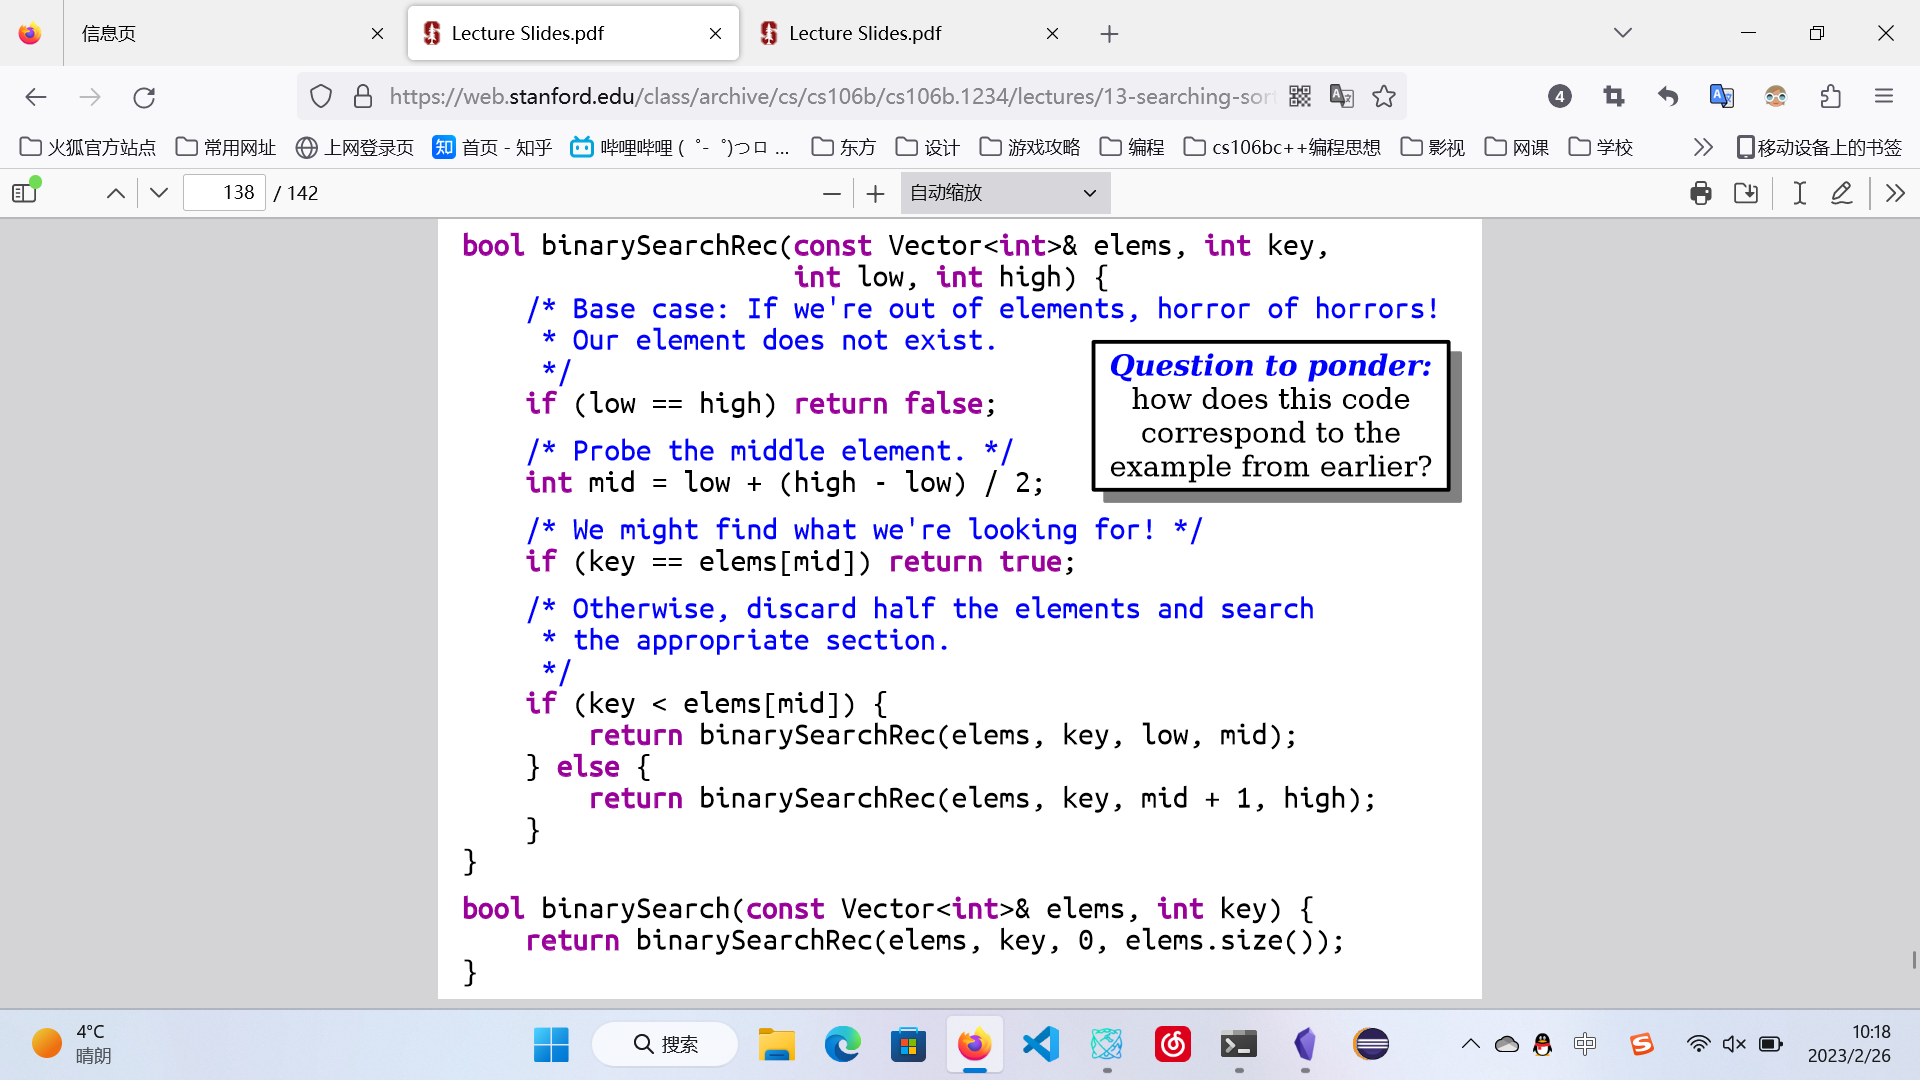 信息页
Lecture Slides.pdf
Lecture Slides.pdf
https://web.stanford.edu/class/archive/cs/cs106b/cs106b.1234/lectures/13-searching-sort
4
火狐官方站点
常用网址
上网登录页
知 首页 - 知乎
哔哩哔哩 ( ゜- ゜)つロ ...
东方
设计
游戏攻略
编程
cs106bc++编程思想
影视
网课
学校
移动设备上的书签
138 / 142
自动缩放
bool binarySearchRec(const Vector<int>& elems, int key,
int low, int high) {
/* Base case: If we're out of elements, horror of horrors!
* Our element does not exist.
*/
if (low == high) return false;
/* Probe the middle element. */
int mid = low + (high - low) / 2;
/* We might find what we're looking for! */
if (key == elems[mid]) return true;
/* Otherwise, discard half the elements and search
* the appropriate section.
*/
if (key < elems[mid]) {
return binarySearchRec(elems, key, low, mid);
} else {
return binarySearchRec(elems, key, mid + 1, high);
}
}
bool binarySearch(const Vector<int>& elems, int key) {
return binarySearchRec(elems, key, 0, elems.size());
}
Question to ponder:
how does this code
correspond to the
example from earlier?
4°C
晴朗
搜索
中
10:18
2023/2/26